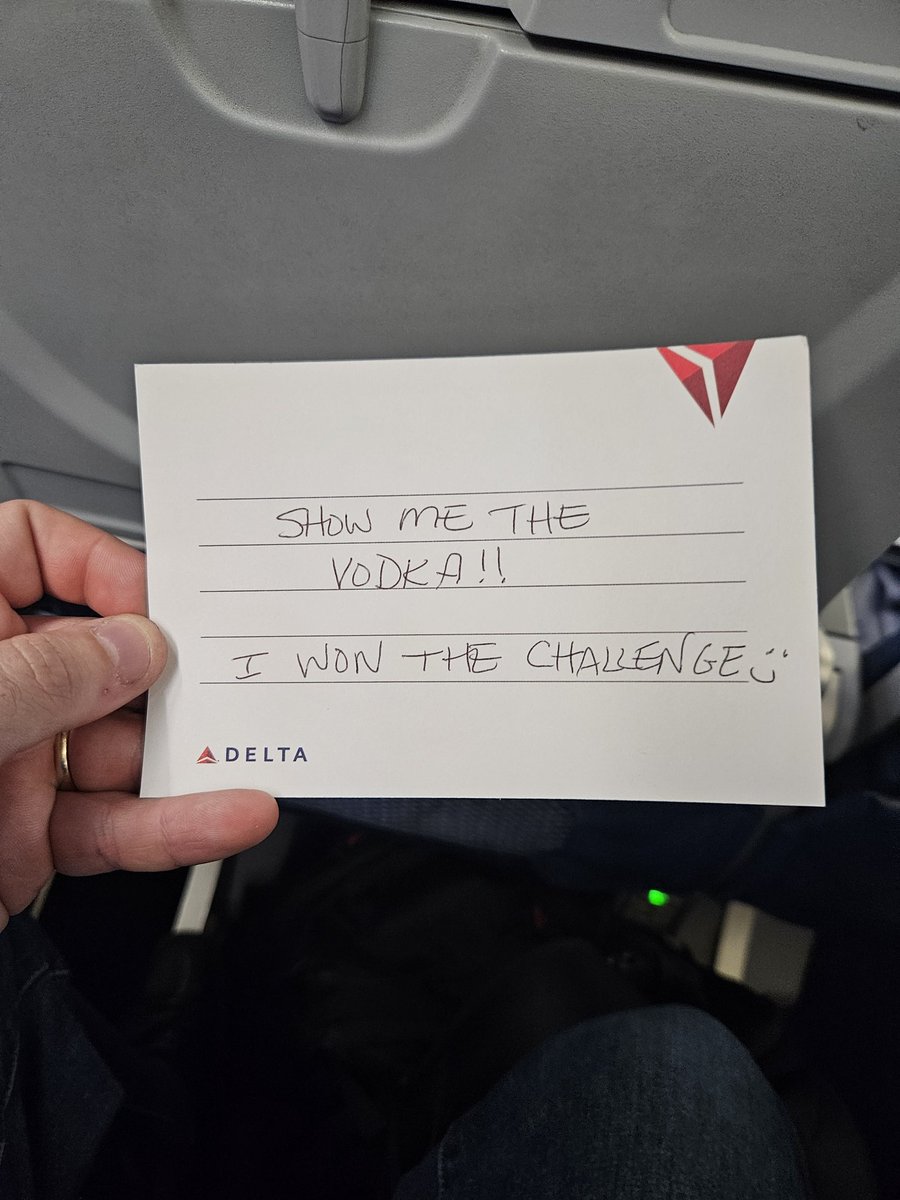 SHOW ME THE
VODKA!!
I WON THE CHALLENGE
DELTA